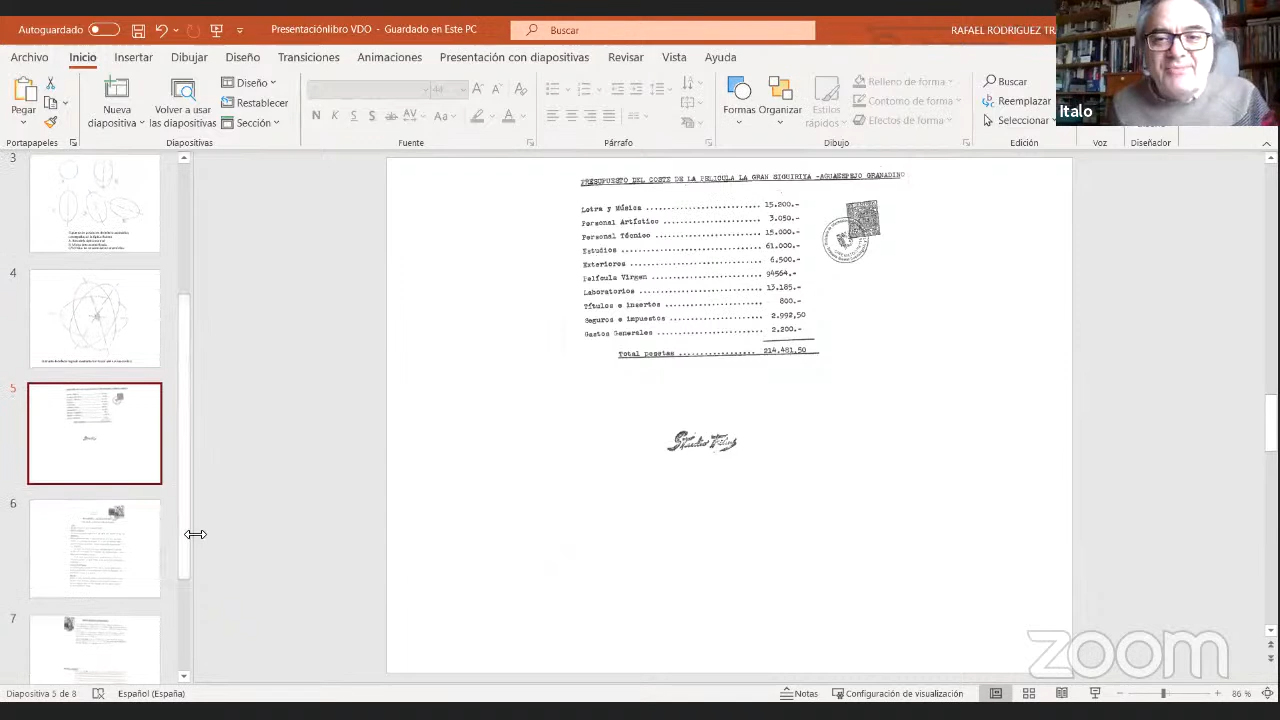 Autoguardado
Presentaciónlibro VDO - Guardado en Este PC
Buscar
RAFAEL RODRIGUEZ TR
Archivo Inicio Insertar Dibujar Diseño Transiciones Animaciones Presentación con diapositivas Revisar Vista Ayuda
Pegar
Nueva diapositiva
Volver a usar las diapositivas
Diseño
Restablecer
Sección
Formas Organizar Estilos rápidos
Relleno de forma
Contorno de forma
Efectos de forma
Buscar
Reemplazar
Seleccionar
Italo
Portapapeles Diapositivas Fuente Párrafo Dibujo Edición Voz Diseñador
3
4
5
6
7
PRESUPUESTO DEL COSTE DE LA PELICULA LA GRAN SIGUIRIYA -AGUAESPEJO GRANADINO
Letra y Música 15.200.-
Personal Artístico 3.050.-
Personal Técnico 15.000.-
Estudios 61.000.-
Exteriores 6.500.-
Película Virgen 94564.-
Laboratorios 13.185.-
Títulos e insertos 800.-
Seguros e impuestos 2.992,50
Gastos Generales 2.200.-
Total pesetas 214.481,50
zoom
Diapositiva 5 de 8 Español (España) Notas Configuración de visualización 86 %